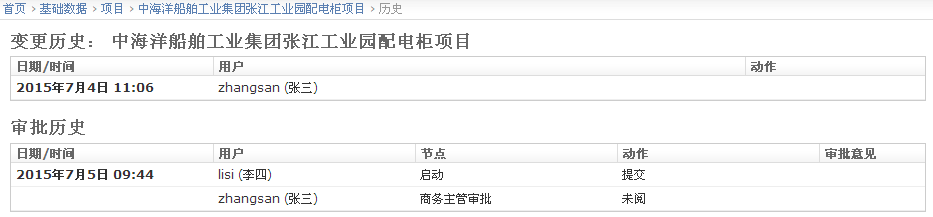 首页 › 基础数据 › 项目 › 中海洋船舶工业集团张江工业园配电柜项目 › 历史
变更历史： 中海洋船舶工业集团张江工业园配电柜项目
日期/时间 用户 动作
2015年7月4日 11:06 zhangsan (张三)
审批历史
日期/时间 用户 节点 动作 审批意见
2015年7月5日 09:44 lisi (李四) 启动 提交
zhangsan (张三) 商务主管审批 未阅